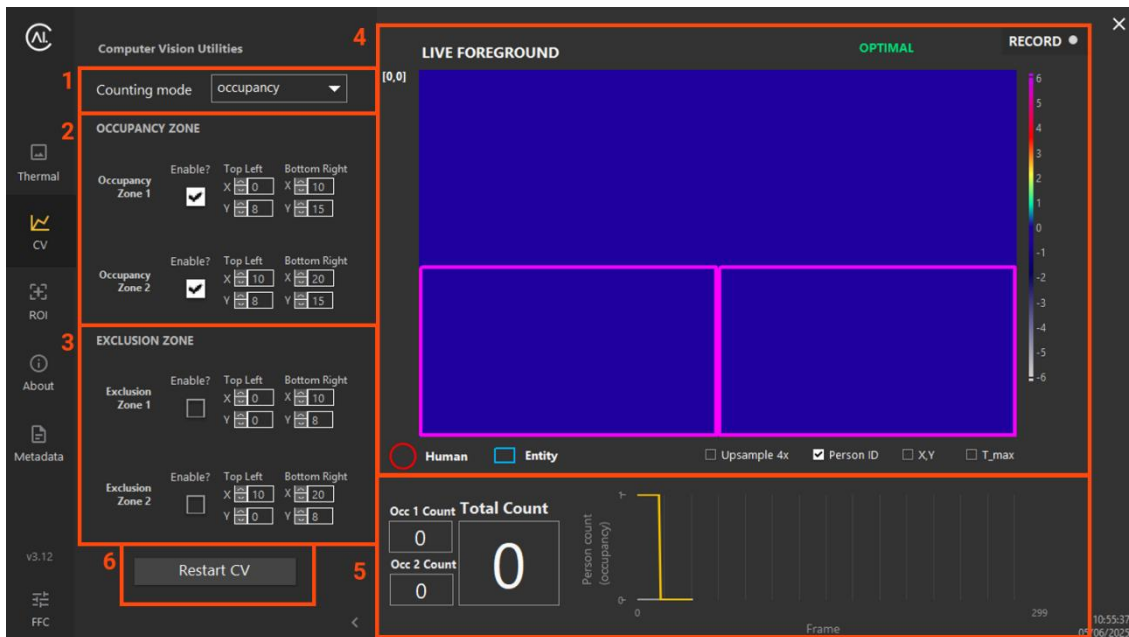 Computer Vision Utilities
4
LIVE FOREGROUND
OPTIMAL
RECORD
1
Counting mode
occupancy
[0,0]
2
OCCUPANCY ZONE
Enable? Top Left Bottom Right
Occupancy Zone 1
X 0 X 10
Y 8 Y 15
Enable? Top Left Bottom Right
Occupancy Zone 2
X 10 X 20
Y 8 Y 15
3
EXCLUSION ZONE
Enable? Top Left Bottom Right
Exclusion Zone 1
X 0 X 10
Y 0 Y 8
Enable? Top Left Bottom Right
Exclusion Zone 2
X 10 X 20
Y 0 Y 8
6
Restart CV
AI.
Thermal
CV
ROI
About
Metadata
v3.12
FFC
6
5
4
3
2
1
0
-1
-2
-3
-4
-5
-6
Human
Entity
Upsample 4x
Person ID
X,Y
T_max
5
Occ 1 Count
0
Occ 2 Count
0
Total Count
0
Person count
(occupancy)
1
0
0
299
Frame
10:55:37
05/06/2025